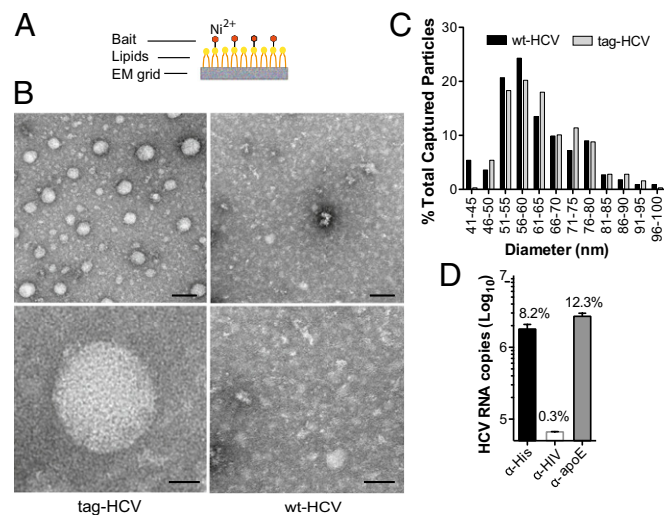 A
Ni2+
Bait
Lipids
EM grid
B
tag-HCV
wt-HCV
C
wt-HCV
tag-HCV
% Total Captured Particles
30
20
10
0
41-45
46-50
51-55
56-60
61-65
66-70
71-75
76-80
81-85
86-90
91-95
96-100
Diameter (nm)
D
HCV RNA copies (Log10)
7
6
5
8.2%
0.3%
12.3%
α-His
α-HIV
α-apoE